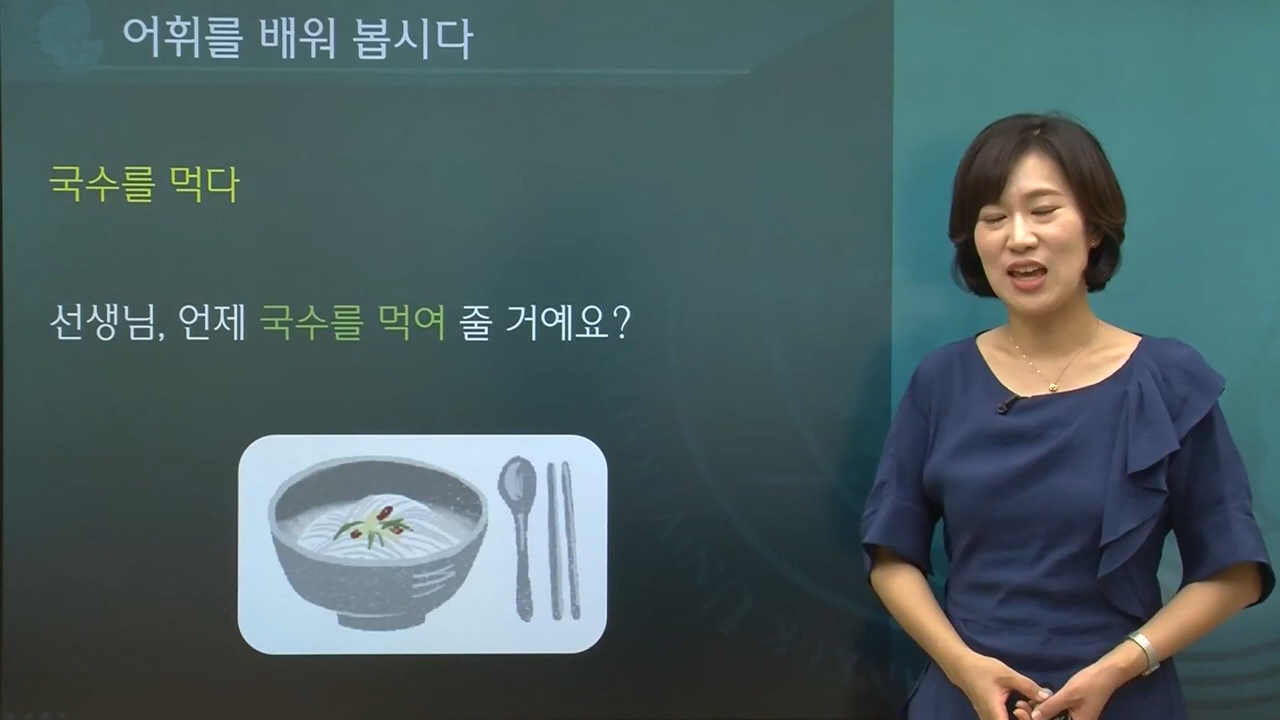 어휘를 배워 봅시다
국수를 먹다
선생님, 언제 국수를 먹여 줄 거예요?